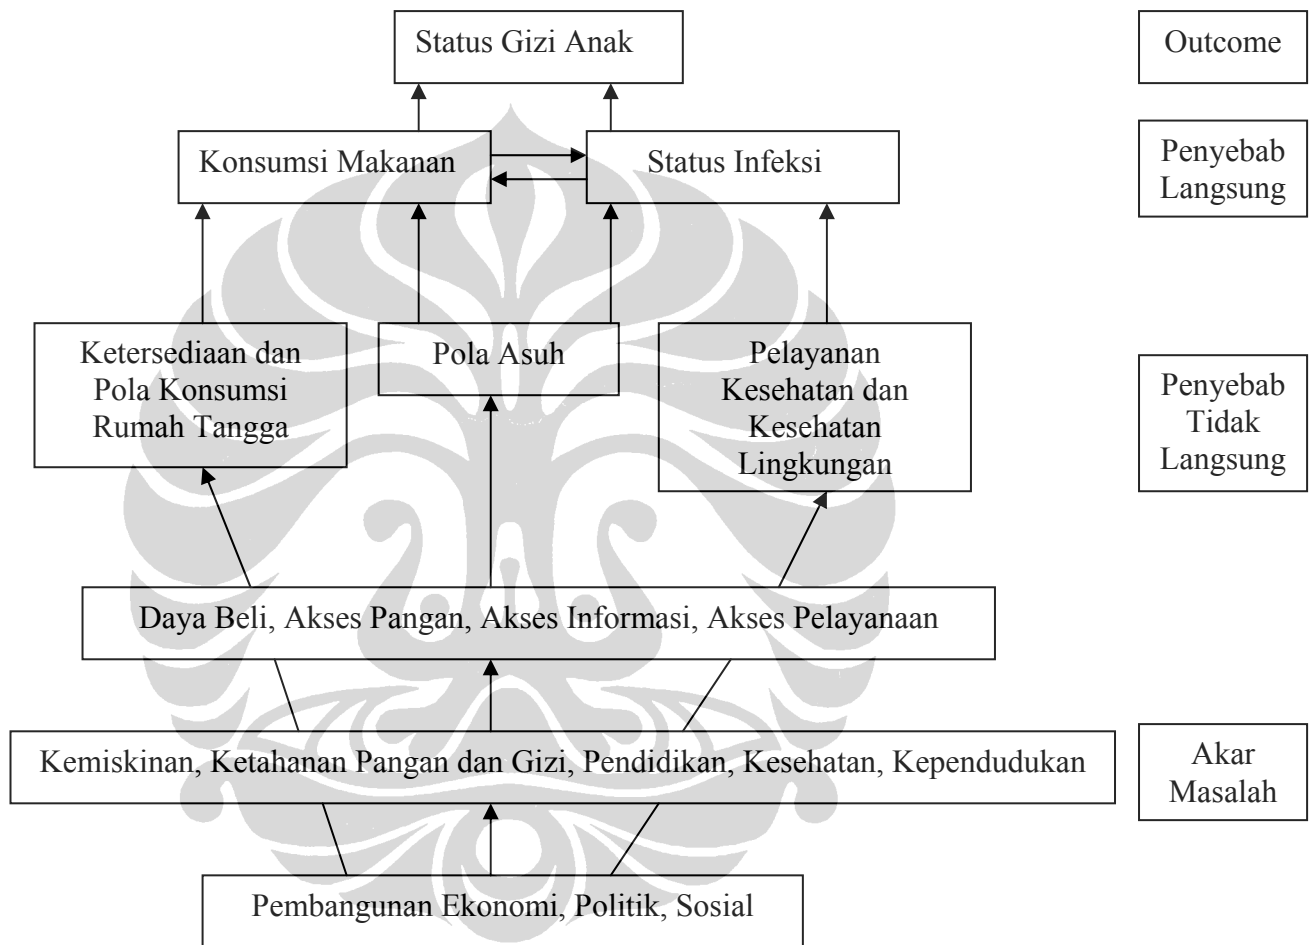 Status Gizi Anak
Outcome
Konsumsi Makanan
Status Infeksi
Penyebab
Langsung
Ketersediaan dan
Pola Konsumsi
Rumah Tangga
Pola Asuh
Pelayanan
Kesehatan dan
Kesehatan
Lingkungan
Penyebab
Tidak
Langsung
Daya Beli, Akses Pangan, Akses Informasi, Akses Pelayanaan
Kemiskinan, Ketahanan Pangan dan Gizi, Pendidikan, Kesehatan, Kependudukan
Akar
Masalah
Pembangunan Ekonomi, Politik, Sosial